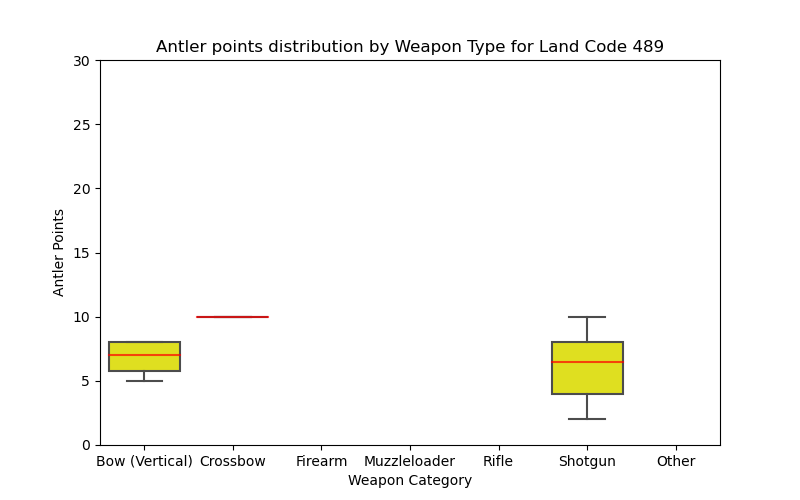 Antler points distribution by Weapon Type for Land Code 489
30
25
20
15
10
5
0
Antler Points
Bow (Vertical) Crossbow Firearm Muzzleloader Rifle Shotgun Other
Weapon Category